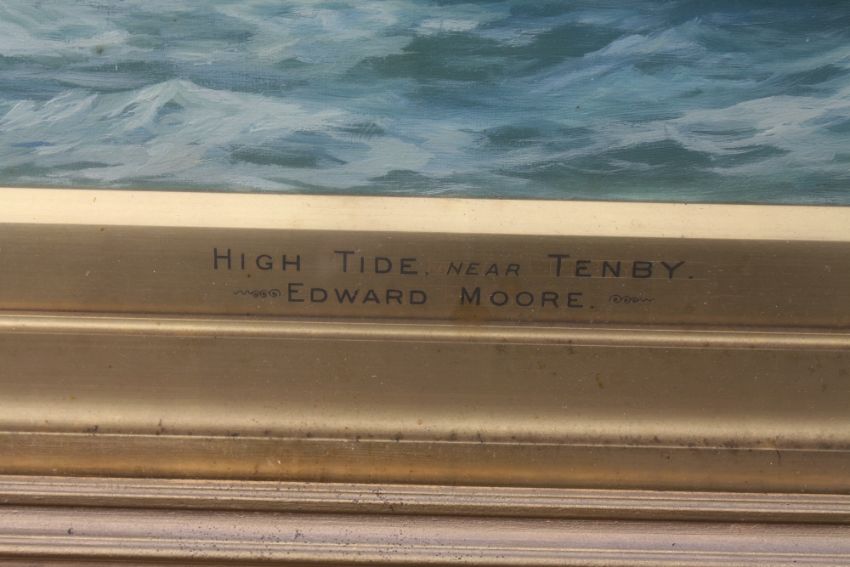 HIGH TIDE, NEAR TENBY.
EDWARD MOORE.